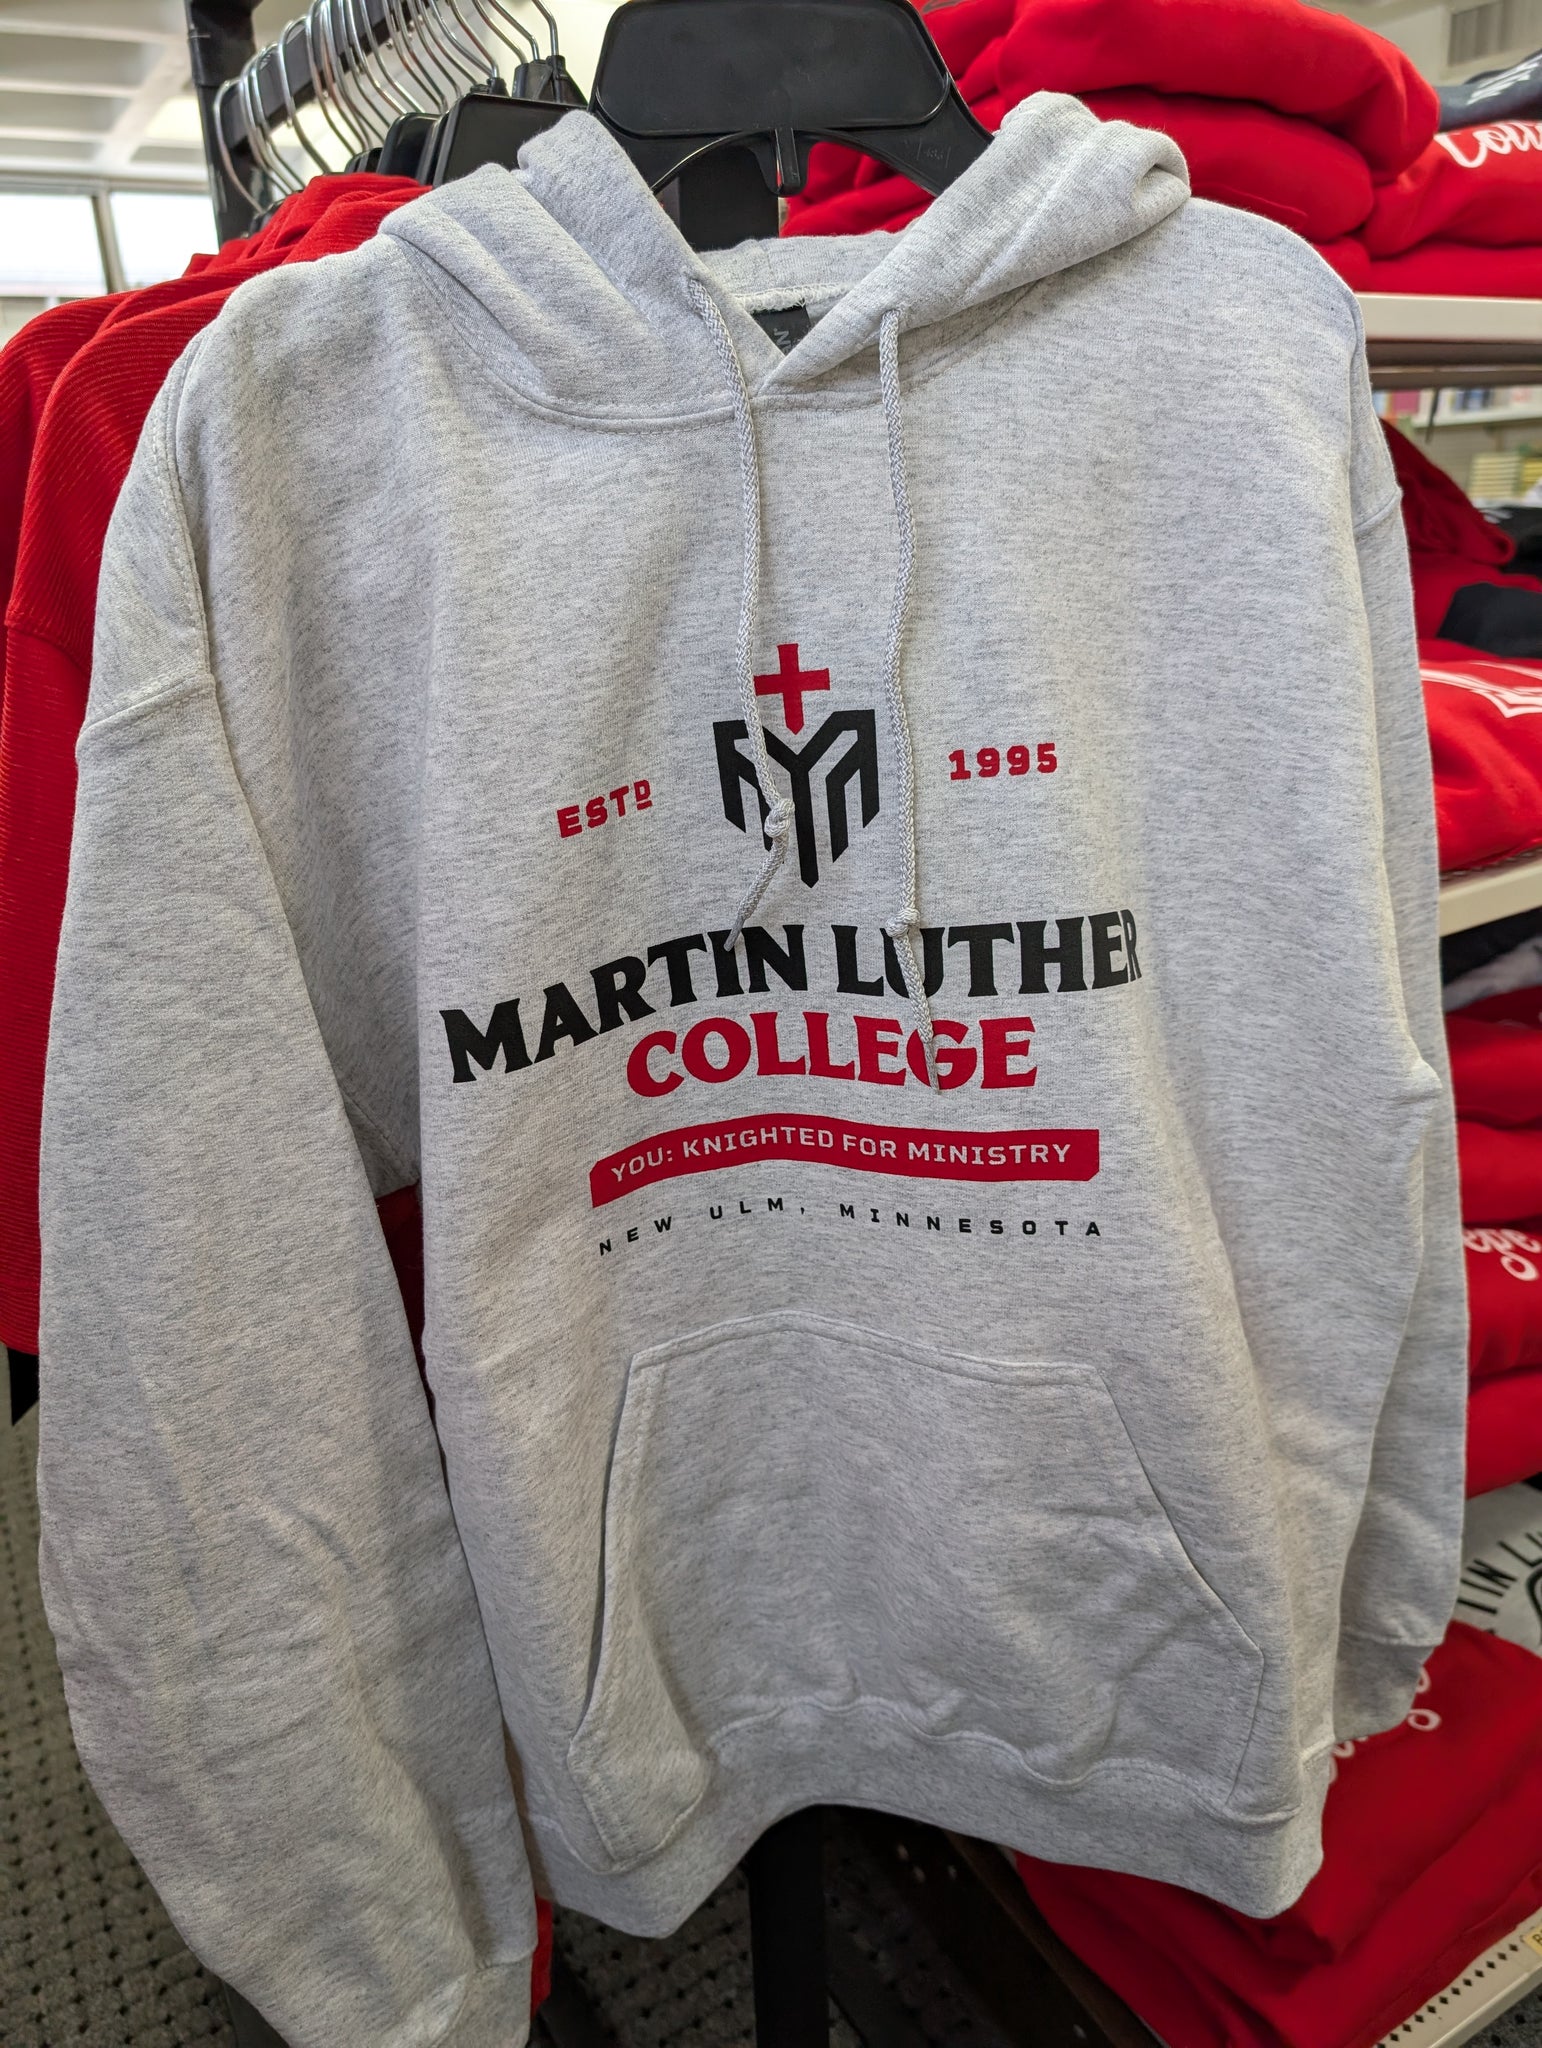 ESTD
1995
MARTIN LUTHER
COLLEGE
YOU: KNIGHTED FOR MINISTRY
NEW ULM, MINNESOTA